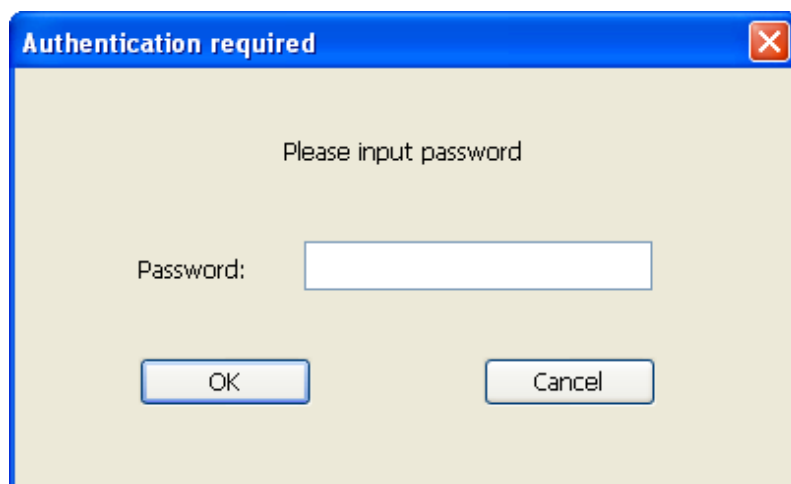 Authentication required
Please input password
Password:
OK
Cancel